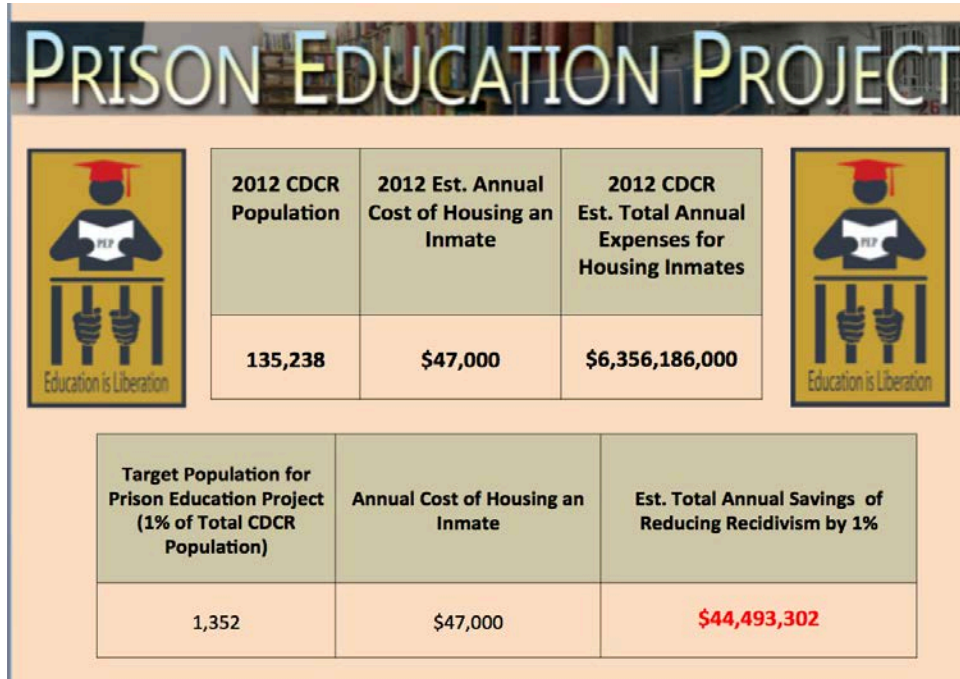 PRISON EDUCATION PROJECT
26
PEP
Education is Liberation
2012 CDCR
Population
2012 Est. Annual
Cost of Housing an
Inmate
2012 CDCR
Est. Total Annual
Expenses for
Housing Inmates
135,238
$47,000
$6,356,186,000
PEP
Education is Liberation
Target Population for
Prison Education Project
(1% of Total CDCR
Population)
Annual Cost of Housing an
Inmate
Est. Total Annual Savings of
Reducing Recidivism by 1%
1,352
$47,000
$44,493,302